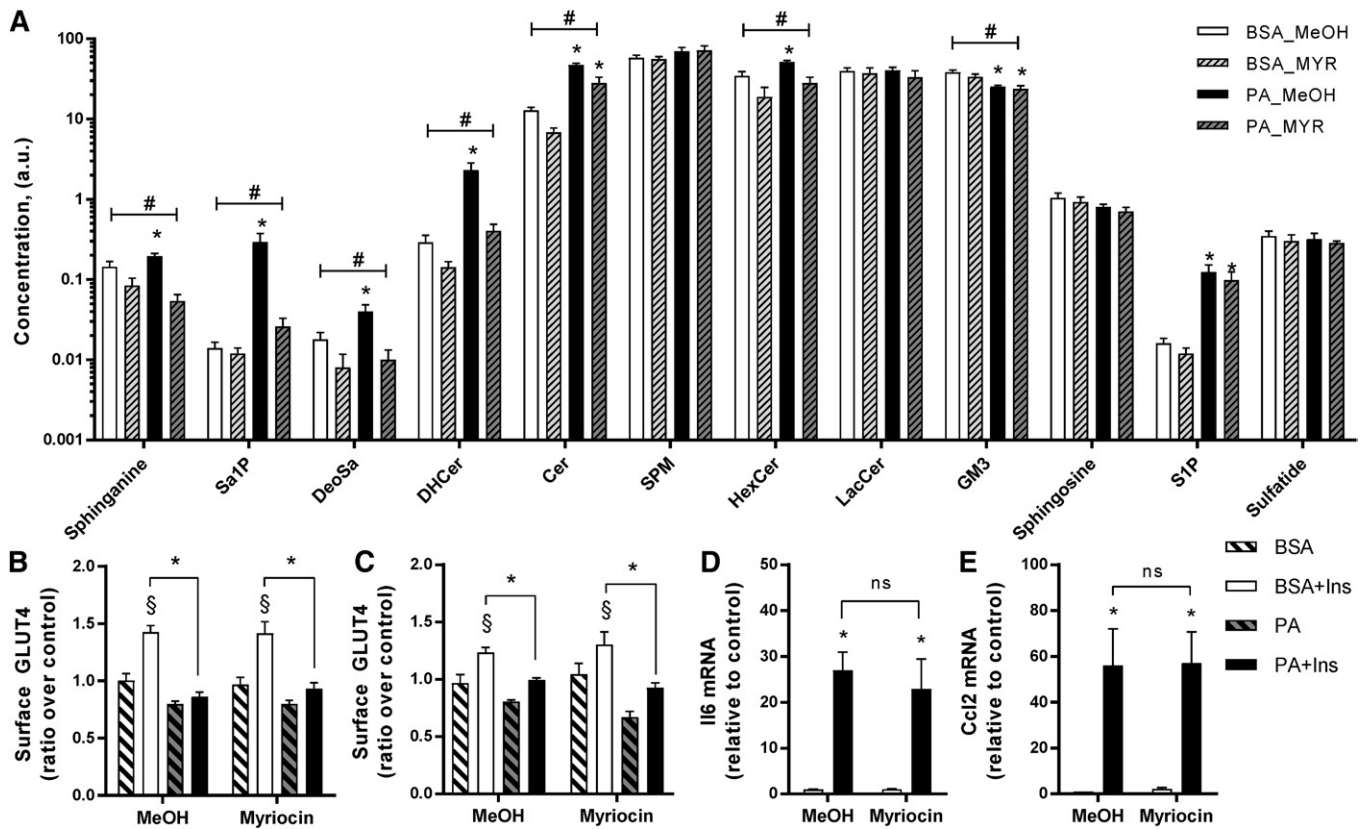 A
Concentration, (a.u.)
100
10
1
0.1
0.01
0.001
#
*
#
*
#
*
#
*
#
*
*
#
*
#
*
*
*
*
BSA_MeOH
BSA_MYR
PA_MeOH
PA_MYR
Sphinganine
Sa1P
DeoSa
DHCer
Cer
SPM
HexCer
LacCer
GM3
Sphingosine
S1P
Sulfatide
B
Surface GLUT4
(ratio over control)
2.0
1.5
1.0
0.5
0.0
§
*
§
*
MeOH
Myriocin
C
Surface GLUT4
(ratio over control)
2.0
1.5
1.0
0.5
0.0
§
*
§
*
MeOH
Myriocin
D
Il6 mRNA
(relative to control)
50
40
30
20
10
0
ns
*
*
MeOH
Myriocin
E
Ccl2 mRNA
(relative to control)
100
80
60
40
20
0
ns
*
*
MeOH
Myriocin
BSA
BSA+Ins
PA
PA+Ins